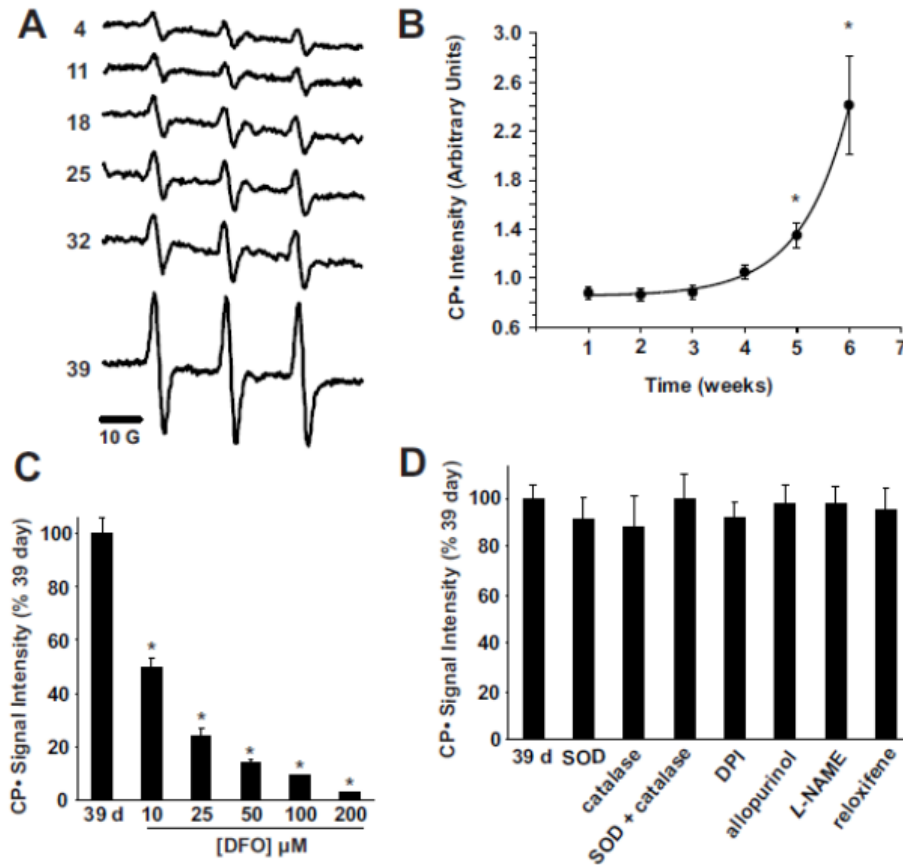 A
4
11
18
25
32
39
10 G
B
CP• Intensity (Arbitrary Units)
3.0
2.6
2.2
1.8
1.4
1.0
0.6
*
*
1 2 3 4 5 6 7
Time (weeks)
C
CP• Signal Intensity (% 39 day)
100
80
60
40
20
0
*
*
*
*
*
39 d 10 25 50 100 200
[DFO] µM
D
CP• Signal Intensity (% 39 day)
100
80
60
40
20
0
39 d
SOD
catalase
SOD + catalase
DPI
allopurinol
L-NAME
reloxifene